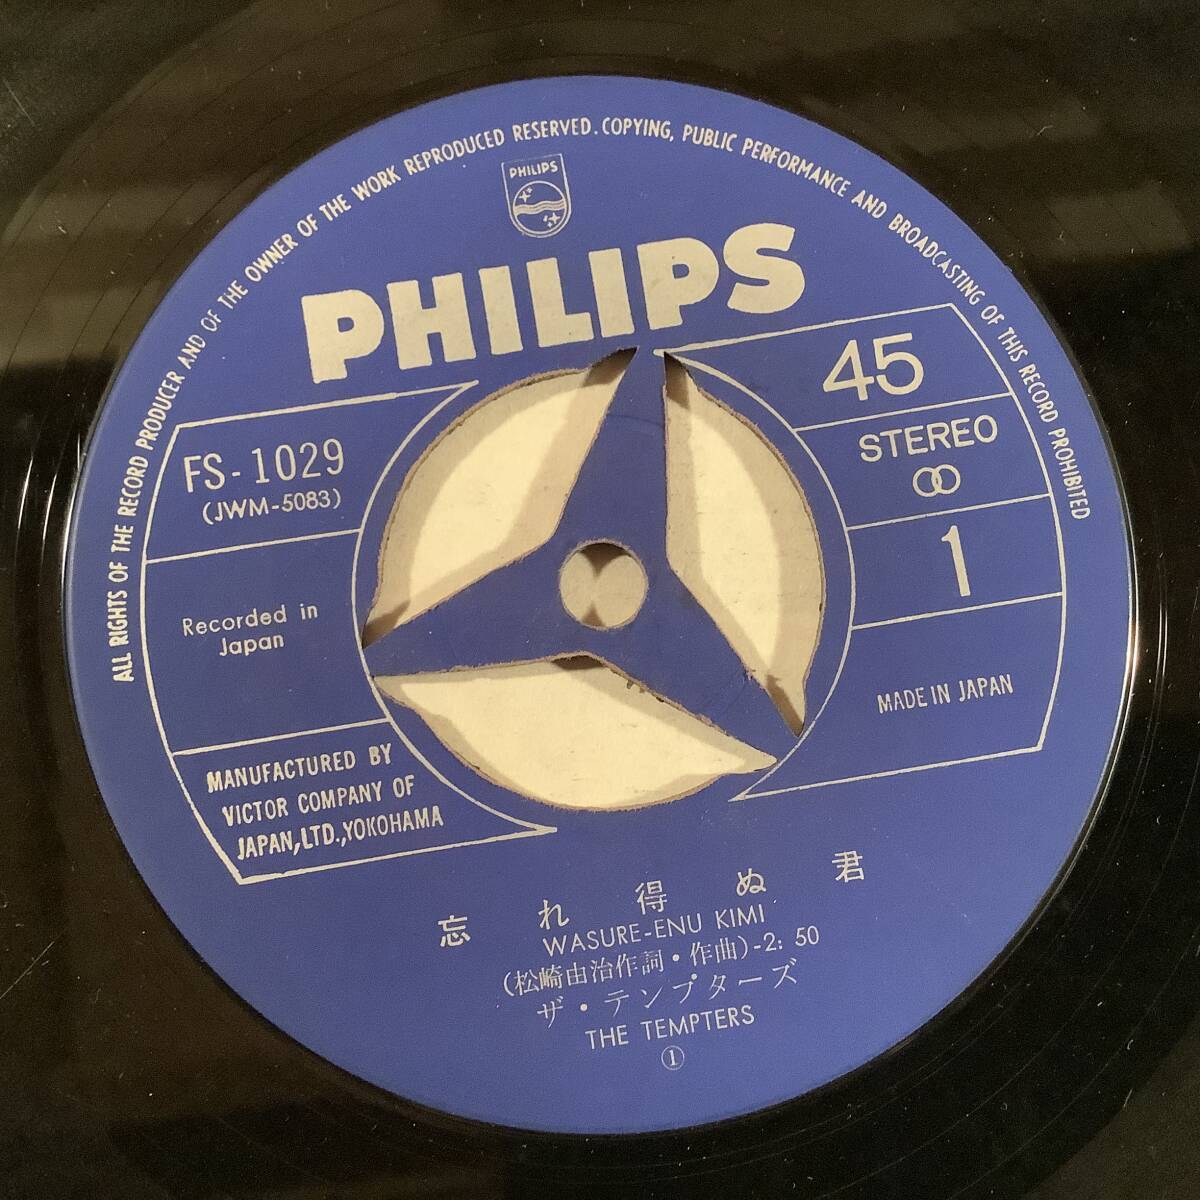 ALL RIGHTS OF THE RECORD PRODUCER AND OF THE OWNER OF THE WORK REPRODUCED RESERVED. COPYING, PUBLIC PERFORMANCE AND BROADCASTING OF THIS RECORD PROHIBITED
PHILIPS
PHILIPS
FS-1029
(JWM-5083)
Recorded in
Japan
MANUFACTURED BY
VICTOR COMPANY OF
JAPAN,LTD.,YOKOHAMA
45
STEREO
1
MADE IN JAPAN
忘れ得ぬ君
WASURE-ENU KIMI
(松崎由治作詞・作曲)-2:50
ザ・テンプターズ
THE TEMPTERS
①